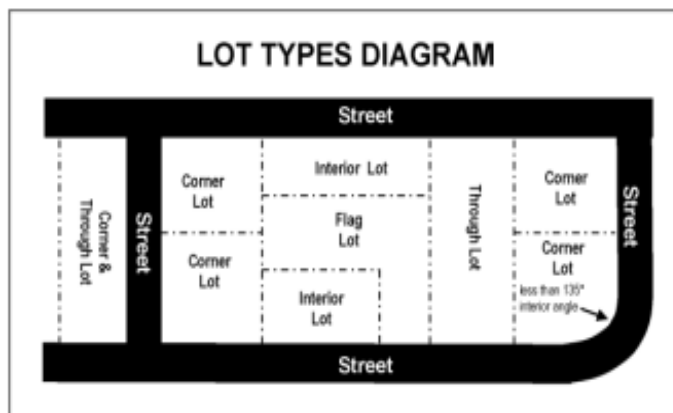 LOT TYPES DIAGRAM
Street
Corner &
Through Lot
Street
Corner
Lot
Corner
Lot
Interior Lot
Flag
Lot
Interior
Lot
Through Lot
Corner
Lot
Corner
Lot
less than 135°
interior angle
Street
Street